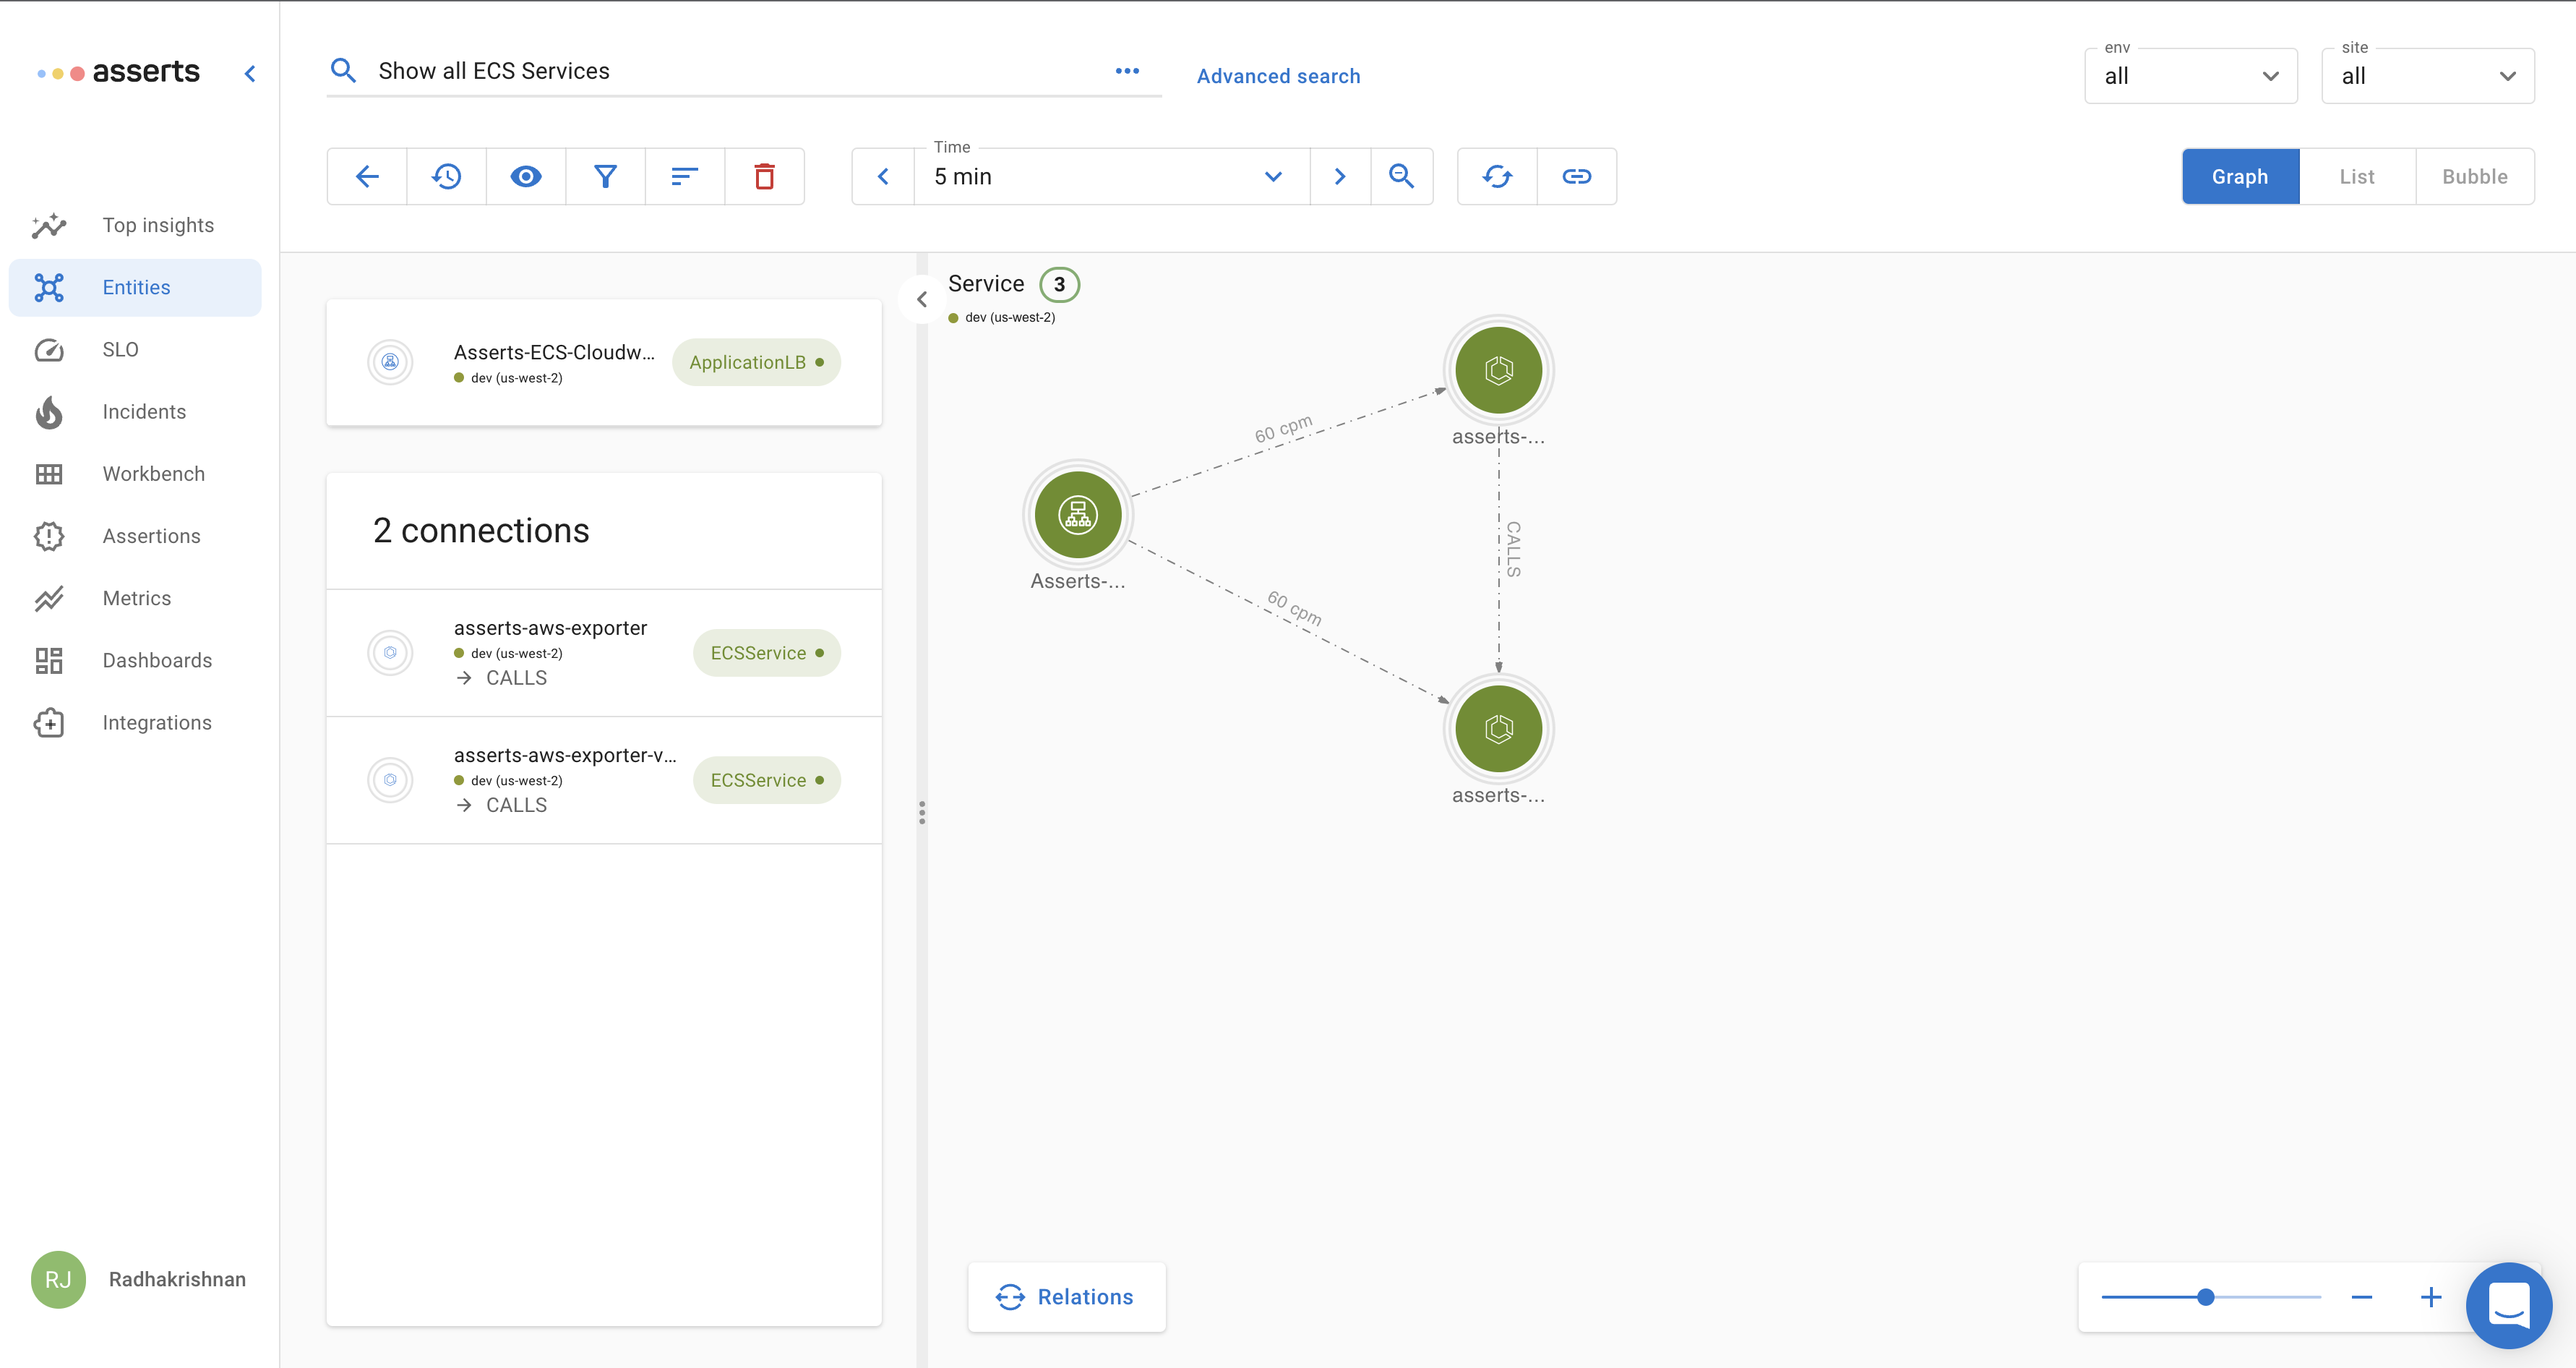 asserts
Show all ECS Services
Advanced search
env
all
site
all
Time
5 min
Graph
List
Bubble
Top insights
Entities
SLO
Incidents
Workbench
Assertions
Metrics
Dashboards
Integrations
RJ
Radhakrishnan
Asserts-ECS-Cloudw...
dev (us-west-2)
ApplicationLB
2 connections
asserts-aws-exporter
dev (us-west-2)
CALLS
ECSService
asserts-aws-exporter-v...
dev (us-west-2)
CALLS
ECSService
Service 3
dev (us-west-2)
60 cpm
asserts-...
Asserts-...
CALLS
60 cpm
asserts-...
Relations